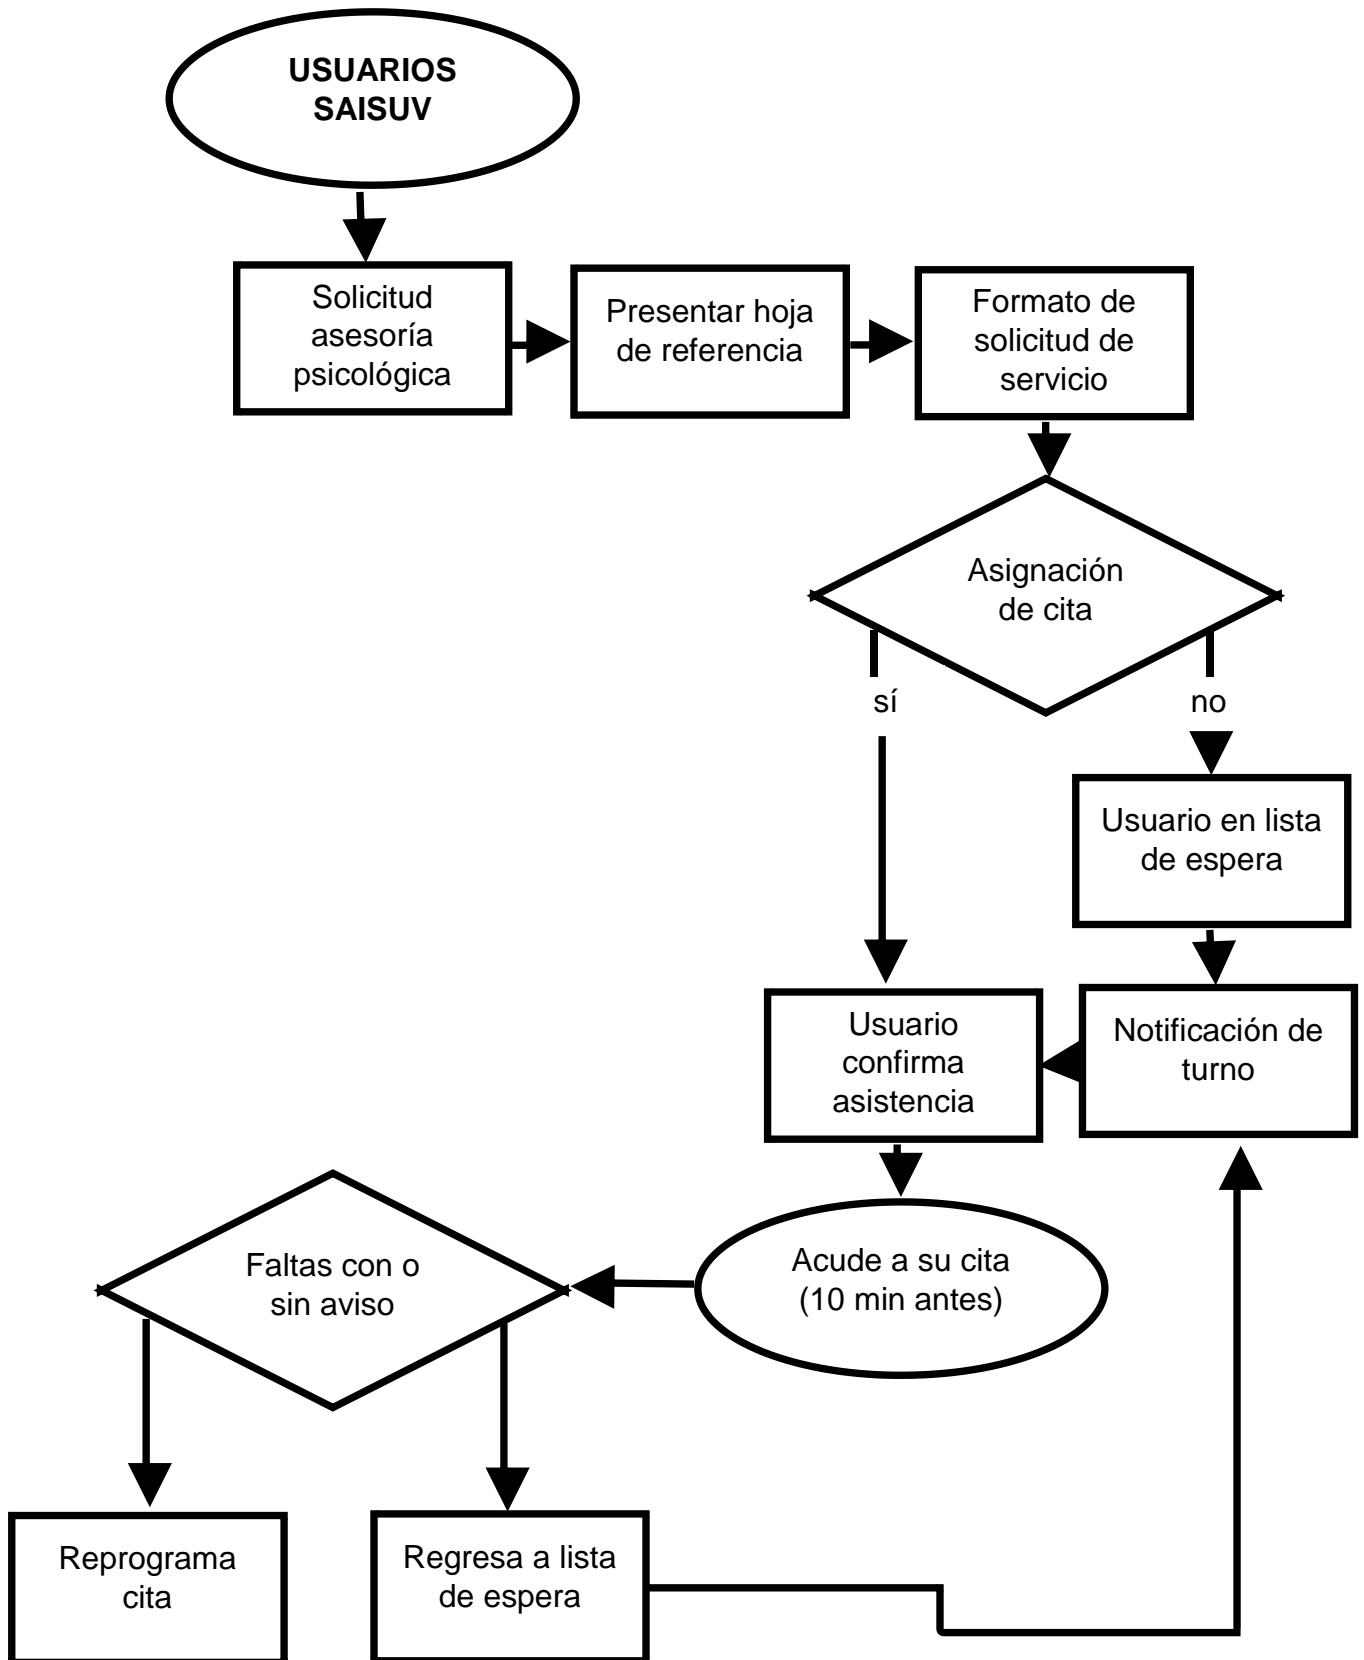 USUARIOS
SAISUV
Solicitud
asesoría
psicológica
Presentar hoja
de referencia
Formato de
solicitud de
servicio
Asignación
de cita
sí
no
Usuario en lista
de espera
Usuario
confirma
asistencia
Notificación de
turno
Acude a su cita
(10 min antes)
Faltas con o
sin aviso
Reprograma
cita
Regresa a lista
de espera